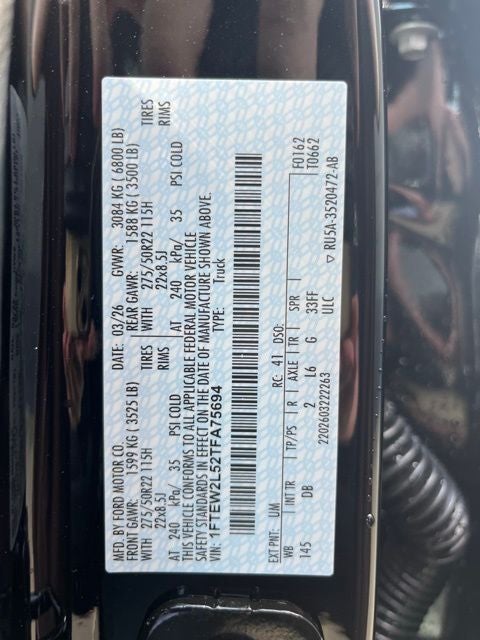 MFD. BY FORD MOTOR CO. DATE: 03/26 GVWR: 3084 KG ( 6800 LB)
FRONT GAWR: 1599 KG ( 3525 LB) REAR GAWR: 1588 KG ( 3500 LB)
WITH 275/50R22 115H TIRES WITH 275/50R22 115H TIRES
22x8.5J RIMS 22x8.5J RIMS
AT 240 kPa/ 35 PSI COLD AT 240 kPa/ 35 PSI COLD
THIS VEHICLE CONFORMS TO ALL APPLICABLE FEDERAL MOTOR VEHICLE
SAFETY STANDARDS IN EFFECT ON THE DATE OF MANUFACTURE SHOWN ABOVE.
VIN: 1FTEW2L52TFA75694 TYPE: Truck
F0162
T0662
EXT PNT: UM RC: 41 DSO:
WB INT TR TP/PS R AXLE TR SPR
145 DB 2 L6 G 33FF
ULC
2202603222263
▽ RU5A-3520472-AB